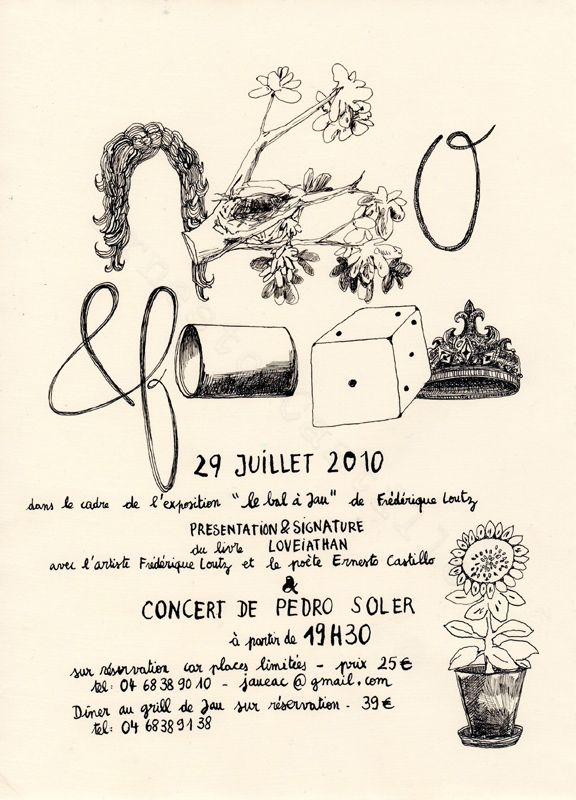 O
& f
29 JUILLET 2010
dans le cadre de l'exposition "le bal à Jau" de Frédérique Loutz
PRESENTATION & SIGNATURE
du livre LOVEIATHAN
avec l'artiste Frédérique Loutz et le poète Ernesto Castillo
&
CONCERT DE PEDRO SOLER
à partir de 19H30
sur réservation car places limitées - prix 25€
tel: 04 68 38 90 10 - jaueac @ gmail.com
Dîner au grill de Jau sur réservation - 39€
tel: 04 68 38 91 38